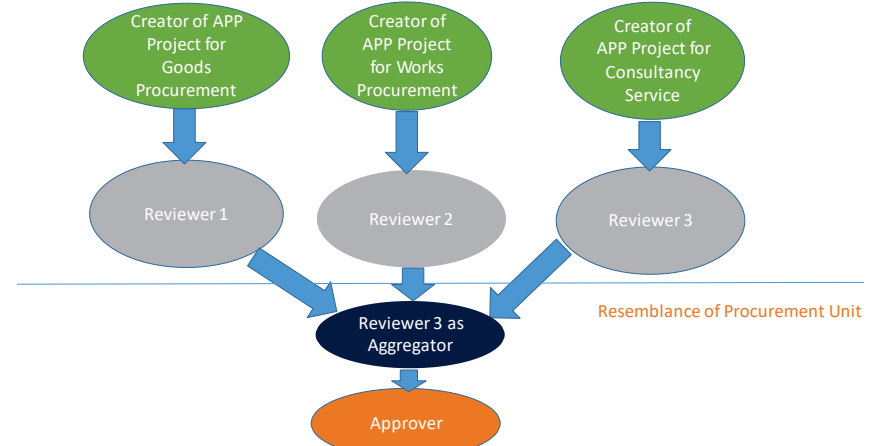 Creator of APP
Project for
Goods
Procurement
Creator of
APP Project
for Works
Procurement
Creator of
APP Project for
Consultancy
Service
Reviewer 1
Reviewer 2
Reviewer 3
Resemblance of Procurement Unit
Reviewer 3 as
Aggregator
Approver